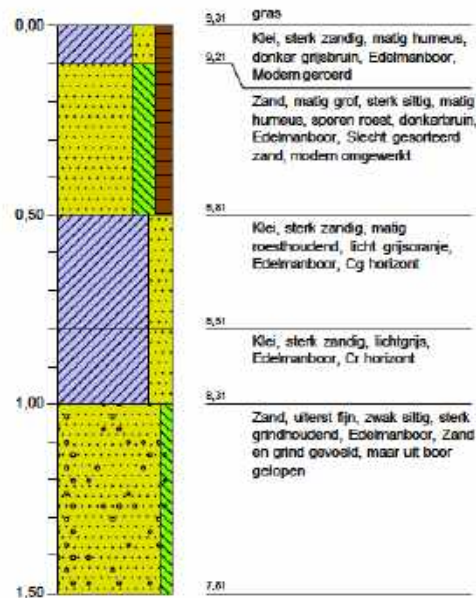 0,00
9,31
gras
Klei, sterk zandig, matig humeus,
donker grijsbruin, Edelmanboor,
Modern geroerd
9,21
Zand, matig grof, sterk siltig, matig
humeus, sporen roest, donkerbruin,
Edelmanboor, Slecht gesorteerd
zand, modern omgewerkt
0,50
8,81
Klei, sterk zandig, matig
roesthoudend, licht grijsoranje,
Edelmanboor, Cg horizont
8,51
Klei, sterk zandig, lichtgrijs,
Edelmanboor, Cr horizont
1,00
8,31
Zand, uiterst fijn, zwak siltig, sterk
grindhoudend, Edelmanboor, Zand
en grind gevoeld, maar uit boor
gelopen
1,50
7,81